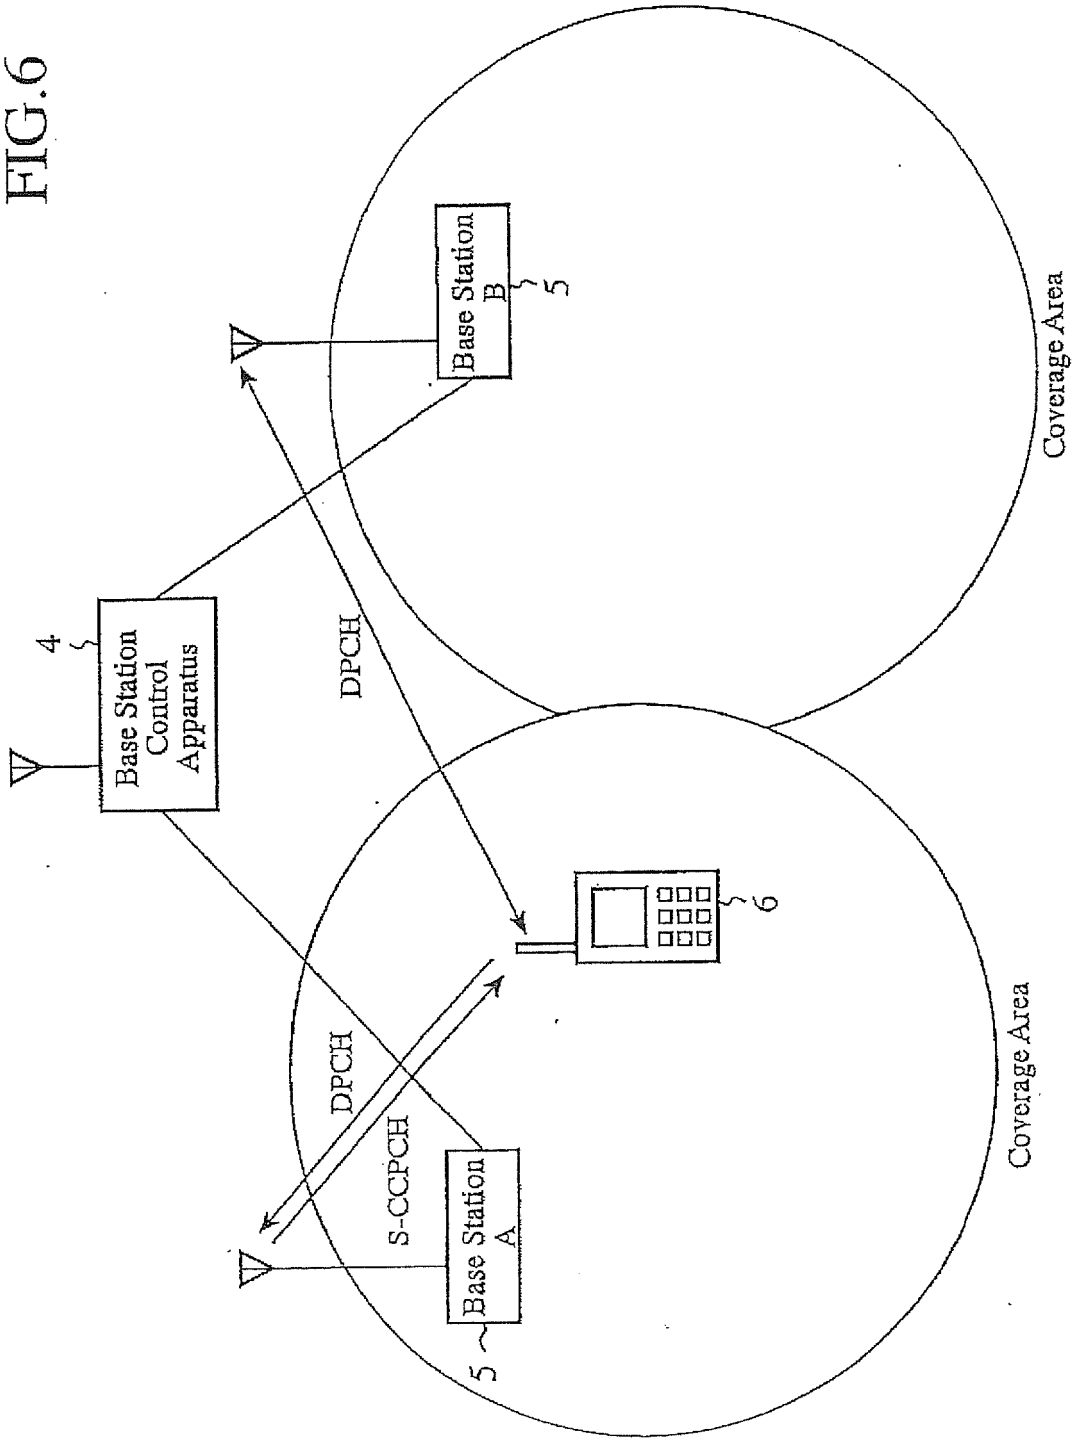 FIG.6
4
Base Station
Control
Apparatus
DPCH
DPCH
S-CCPCH
Base Station
A
5
Base Station
B
5
6
Coverage Area
Coverage Area